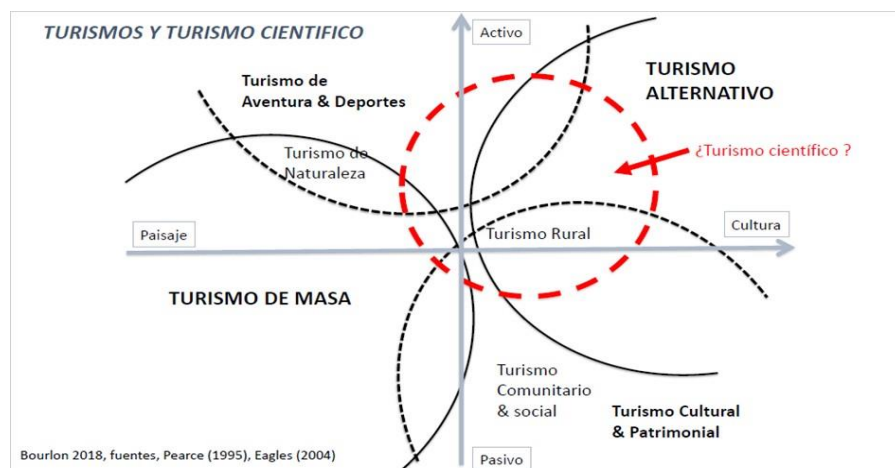 TURISMOS Y TURISMO CIENTIFICO
Activo
Turismo de
Aventura & Deportes
TURISMO
ALTERNATIVO
¿Turismo científico ?
Turismo de
Naturaleza
Paisaje
Turismo Rural
Cultura
TURISMO DE MASA
Turismo
Comunitario
& social
Turismo Cultural
& Patrimonial
Bourlon 2018, fuentes, Pearce (1995), Eagles (2004)
Pasivo